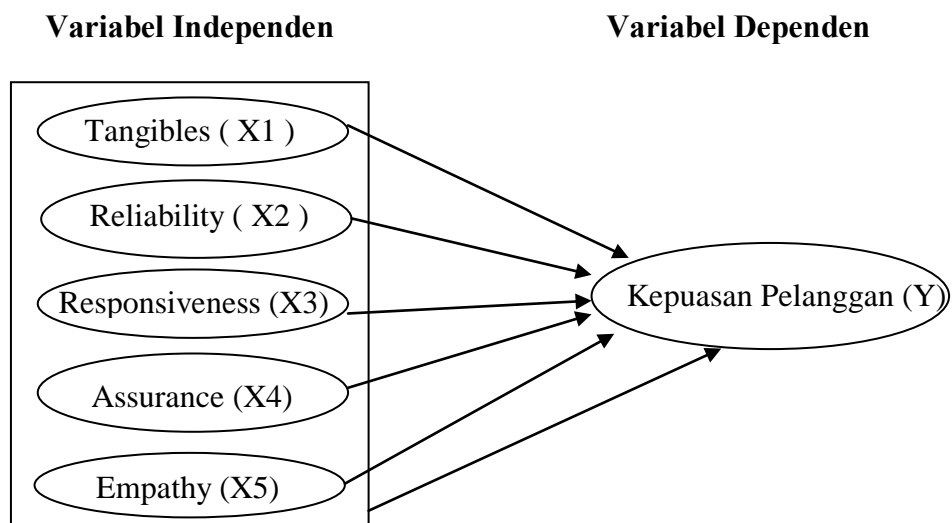 Variabel Independen
Variabel Dependen
Tangibles ( X1 )
Reliability ( X2 )
Responsiveness (X3)
Kepuasan Pelanggan (Y)
Assurance (X4)
Empathy (X5)